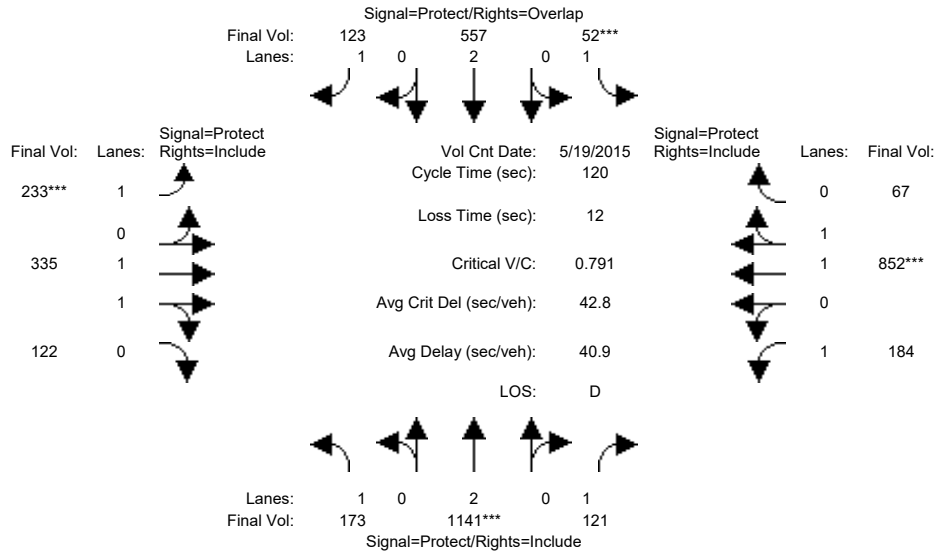 Signal=Protect/Rights=Overlap
Final Vol: 123 557 52***
Lanes: 1 0 2 0 1
Signal=Protect Signal=Protect
Final Vol: Lanes: Rights=Include Vol Cnt Date: 5/19/2015 Rights=Include Lanes: Final Vol:
Cycle Time (sec): 120
233*** 1 0 67
Loss Time (sec): 12
0 1
335 1 Critical V/C: 0.791 1 852***
1 Avg Crit Del (sec/veh): 42.8 0
122 0 Avg Delay (sec/veh): 40.9 1 184
LOS: D
Lanes: 1 0 2 0 1
Final Vol: 173 1141*** 121
Signal=Protect/Rights=Include